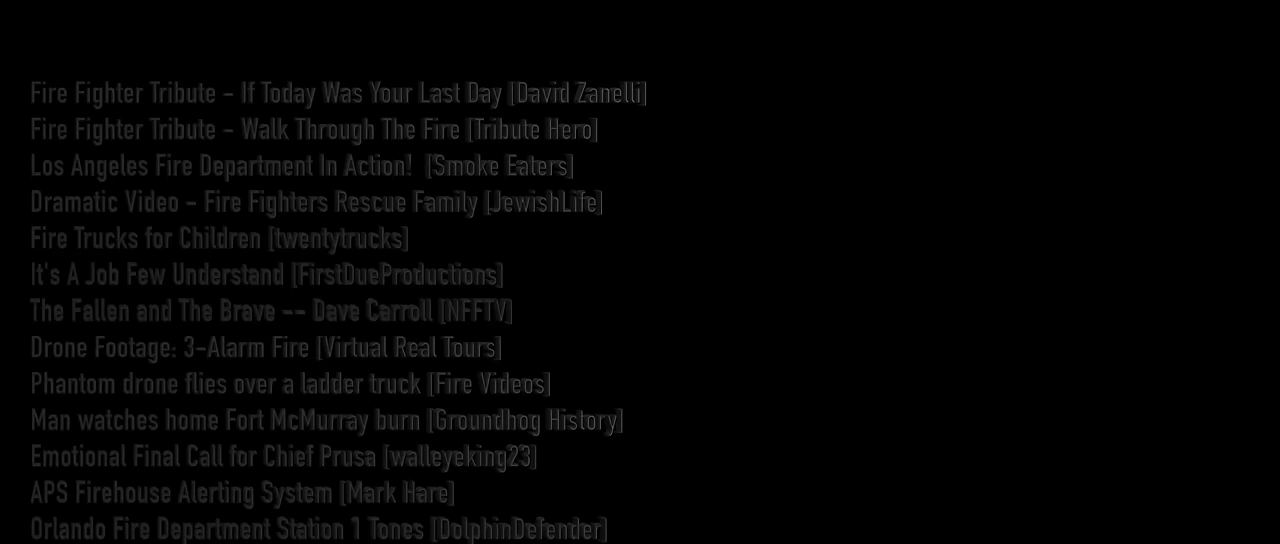 Fire Fighter Tribute - If Today Was Your Last Day [David Zanelli]
Fire Fighter Tribute - Walk Through The Fire [Tribute Hero]
Los Angeles Fire Department In Action!  [Smoke Eaters]
Dramatic Video - Fire Fighters Rescue Family [JewishLife]
Fire Trucks for Children [twentytrucks]
It's A Job Few Understand [FirstDueProductions]
The Fallen and The Brave -- Dave Carroll [NFFTV]
Drone Footage: 3-Alarm Fire [Virtual Real Tours]
Phantom drone flies over a ladder truck [Fire Videos]
Man watches home Fort McMurray burn [Groundhog History]
Emotional Final Call for Chief Prusa [walleyeking23]
APS Firehouse Alerting System [Mark Hare]
Orlando Fire Department Station 1 Tones [DolphinDefender]